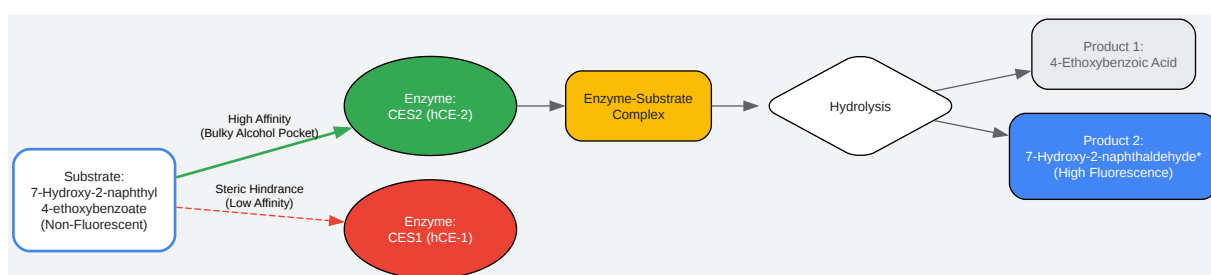 Substrate:
7-Hydroxy-2-naphthyl
4-ethoxybenzoate
(Non-Fluorescent)
High Affinity
(Bulky Alcohol Pocket)
Steric Hindrance
(Low Affinity)
Enzyme:
CES2 (hCE-2)
Enzyme:
CES1 (hCE-1)
Enzyme-Substrate
Complex
Hydrolysis
Product 1:
4-Ethoxybenzoic Acid
Product 2:
7-Hydroxy-2-naphthaldehyde*
(High Fluorescence)